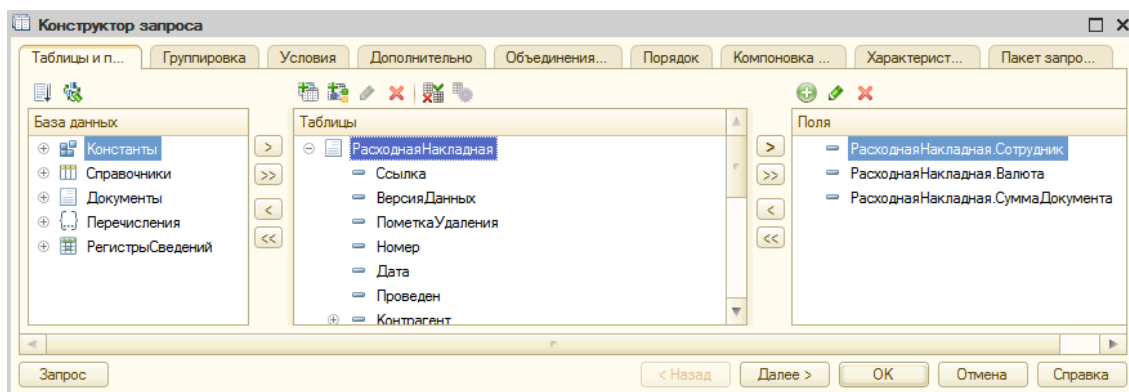 Конструктор запроса
Таблицы и п... Группировка Условия Дополнительно Объединения... Порядок Компоновка ... Характерист... Пакет запро...
База данных
Константы
Справочники
Документы
Перечисления
РегистрыСведений
> >> < <<
Таблицы
РасходнаяНакладная
Ссылка
ВерсияДанных
ПометкаУдаления
Номер
Дата
Проведен
Контрагент
> >> < <<
Поля
РасходнаяНакладная.Сотрудник
РасходнаяНакладная.Валюта
РасходнаяНакладная.СуммаДокумента
Запрос < Назад Далее > ОК Отмена Справка